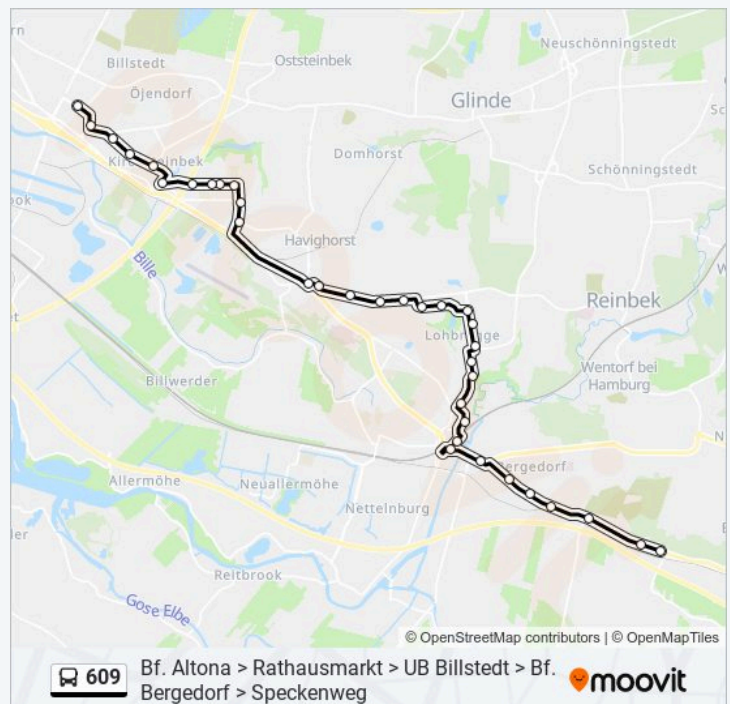 Neuschönningstedt
Billstedt
Oststeinbek
Öjendorf
Glinde
Domhorst
Schönningstedt
Havighorst
Bille
Reinbek
Wentorf bei
Hamburg
Billwerder
Allermöhe
Neuallermöhe
Nettelnburg
Reitbrook
Gose Elbe
© OpenStreetMap contributors | © OpenMapTiles
609 Bf. Altona > Rathausmarkt > UB Billstedt > Bf.
Bergedorf > Speckenweg
moovit